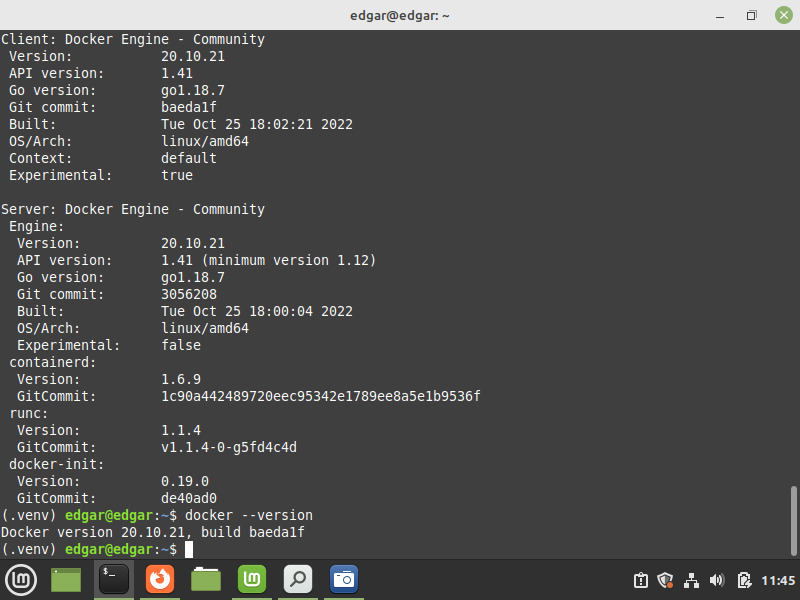 edgar@edgar: ~
Client: Docker Engine - Community
 Version:           20.10.21
 API version:       1.41
 Go version:        go1.18.7
 Git commit:        baeda1f
 Built:             Tue Oct 25 18:02:21 2022
 OS/Arch:           linux/amd64
 Context:           default
 Experimental:      true

Server: Docker Engine - Community
 Engine:
  Version:          20.10.21
  API version:      1.41 (minimum version 1.12)
  Go version:       go1.18.7
  Git commit:       3056208
  Built:            Tue Oct 25 18:00:04 2022
  OS/Arch:          linux/amd64
  Experimental:     false
 containerd:
  Version:          1.6.9
  GitCommit:        1c90a442489720eec95342e1789ee8a5e1b9536f
 runc:
  Version:          1.1.4
  GitCommit:        v1.1.4-0-g5fd4c4d
 docker-init:
  Version:          0.19.0
  GitCommit:        de40ad0
(.venv) edgar@edgar:~$ docker --version
Docker version 20.10.21, build baeda1f
(.venv) edgar@edgar:~$
11:45